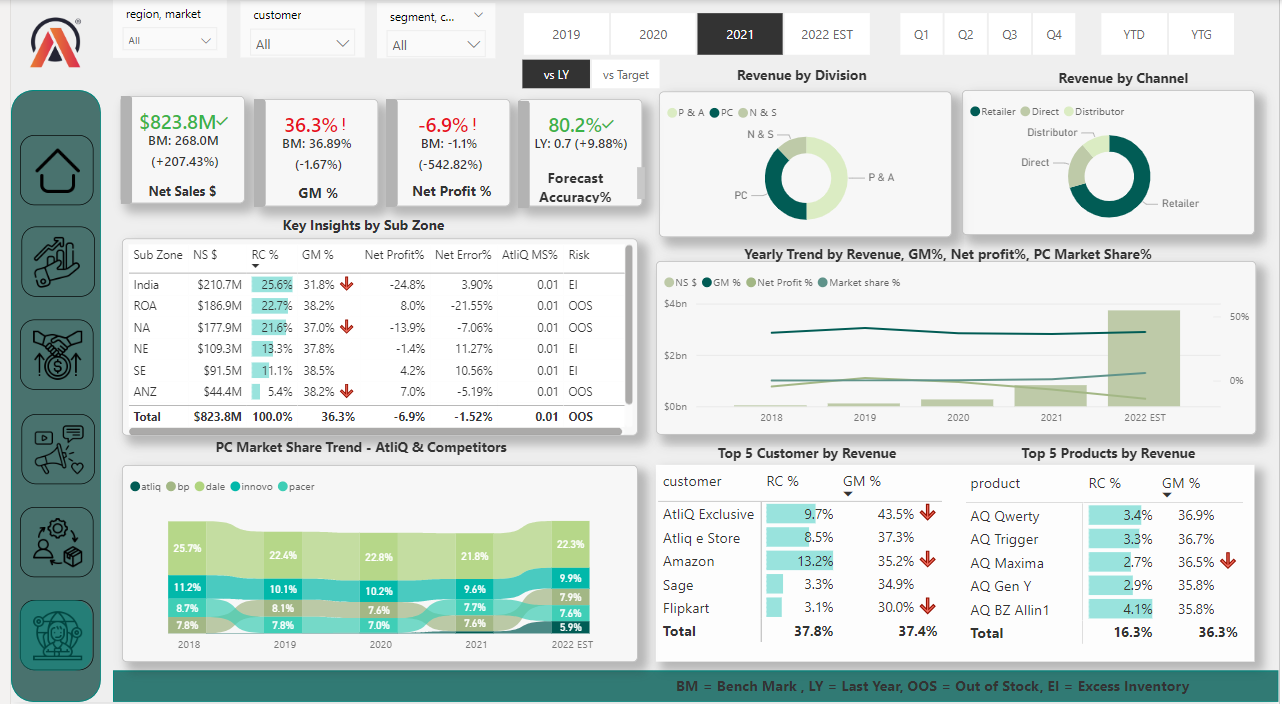 region, market
All
customer
All
segment, c...
All
2019 2020 2021 2022 EST
Q1 Q2 Q3 Q4
YTD YTG
vs LY vs Target
$823.8M
BM: 268.0M
(+207.43%)
Net Sales $
36.3% !
BM: 36.89%
(-1.67%)
GM %
-6.9% !
BM: -1.1%
(-542.82%)
Net Profit %
80.2%
LY: 0.7 (+9.88%)
Forecast
Accuracy%
Revenue by Division
P & A PC N & S
N & S
P & A
PC
Revenue by Channel
Retailer Direct Distributor
Distributor
Direct
Retailer
Key Insights by Sub Zone
Sub Zone NS $ RC % GM % Net Profit% Net Error% AtliQ MS% Risk
India $210.7M 25.6% 31.8% -24.8% 3.90% 0.01 EI
ROA $186.9M 22.7% 38.2% 8.0% -21.55% 0.01 OOS
NA $177.9M 21.6% 37.0% -13.9% -7.06% 0.01 OOS
NE $109.3M 13.3% 37.8% -1.4% 11.27% 0.01 EI
SE $91.5M 11.1% 38.5% 4.2% 10.56% 0.01 EI
ANZ $44.4M 5.4% 38.2% 7.0% -5.19% 0.01 OOS
Total $823.8M 100.0% 36.3% -6.9% -1.52% 0.01 OOS
Yearly Trend by Revenue, GM%, Net profit%, PC Market Share%
NS $ GM % Net Profit % Market share %
$4bn
50%
$2bn
0%
$0bn
2018 2019 2020 2021 2022 EST
PC Market Share Trend - AtliQ & Competitors
atliq bp dale innovo pacer
25.7% 22.4% 22.8% 21.8% 22.3%
11.2% 10.1% 10.2% 9.6% 9.9%
8.7% 8.1% 7.6% 7.7% 7.9%
7.8% 7.8% 7.0% 7.6% 7.6%
5.9%
2018 2019 2020 2021 2022 EST
Top 5 Customer by Revenue
customer RC % GM %
AtliQ Exclusive 9.7% 43.5%
Atliq e Store 8.5% 37.3%
Amazon 13.2% 35.2%
Sage 3.3% 34.9%
Flipkart 3.1% 30.0%
Total 37.8% 37.4%
Top 5 Products by Revenue
product RC % GM %
AQ Qwerty 3.4% 36.9%
AQ Trigger 3.3% 36.7%
AQ Maxima 2.7% 36.5%
AQ Gen Y 2.9% 35.8%
AQ BZ Allin1 4.1% 35.8%
Total 16.3% 36.3%
BM = Bench Mark , LY = Last Year, OOS = Out of Stock, EI = Excess Inventory